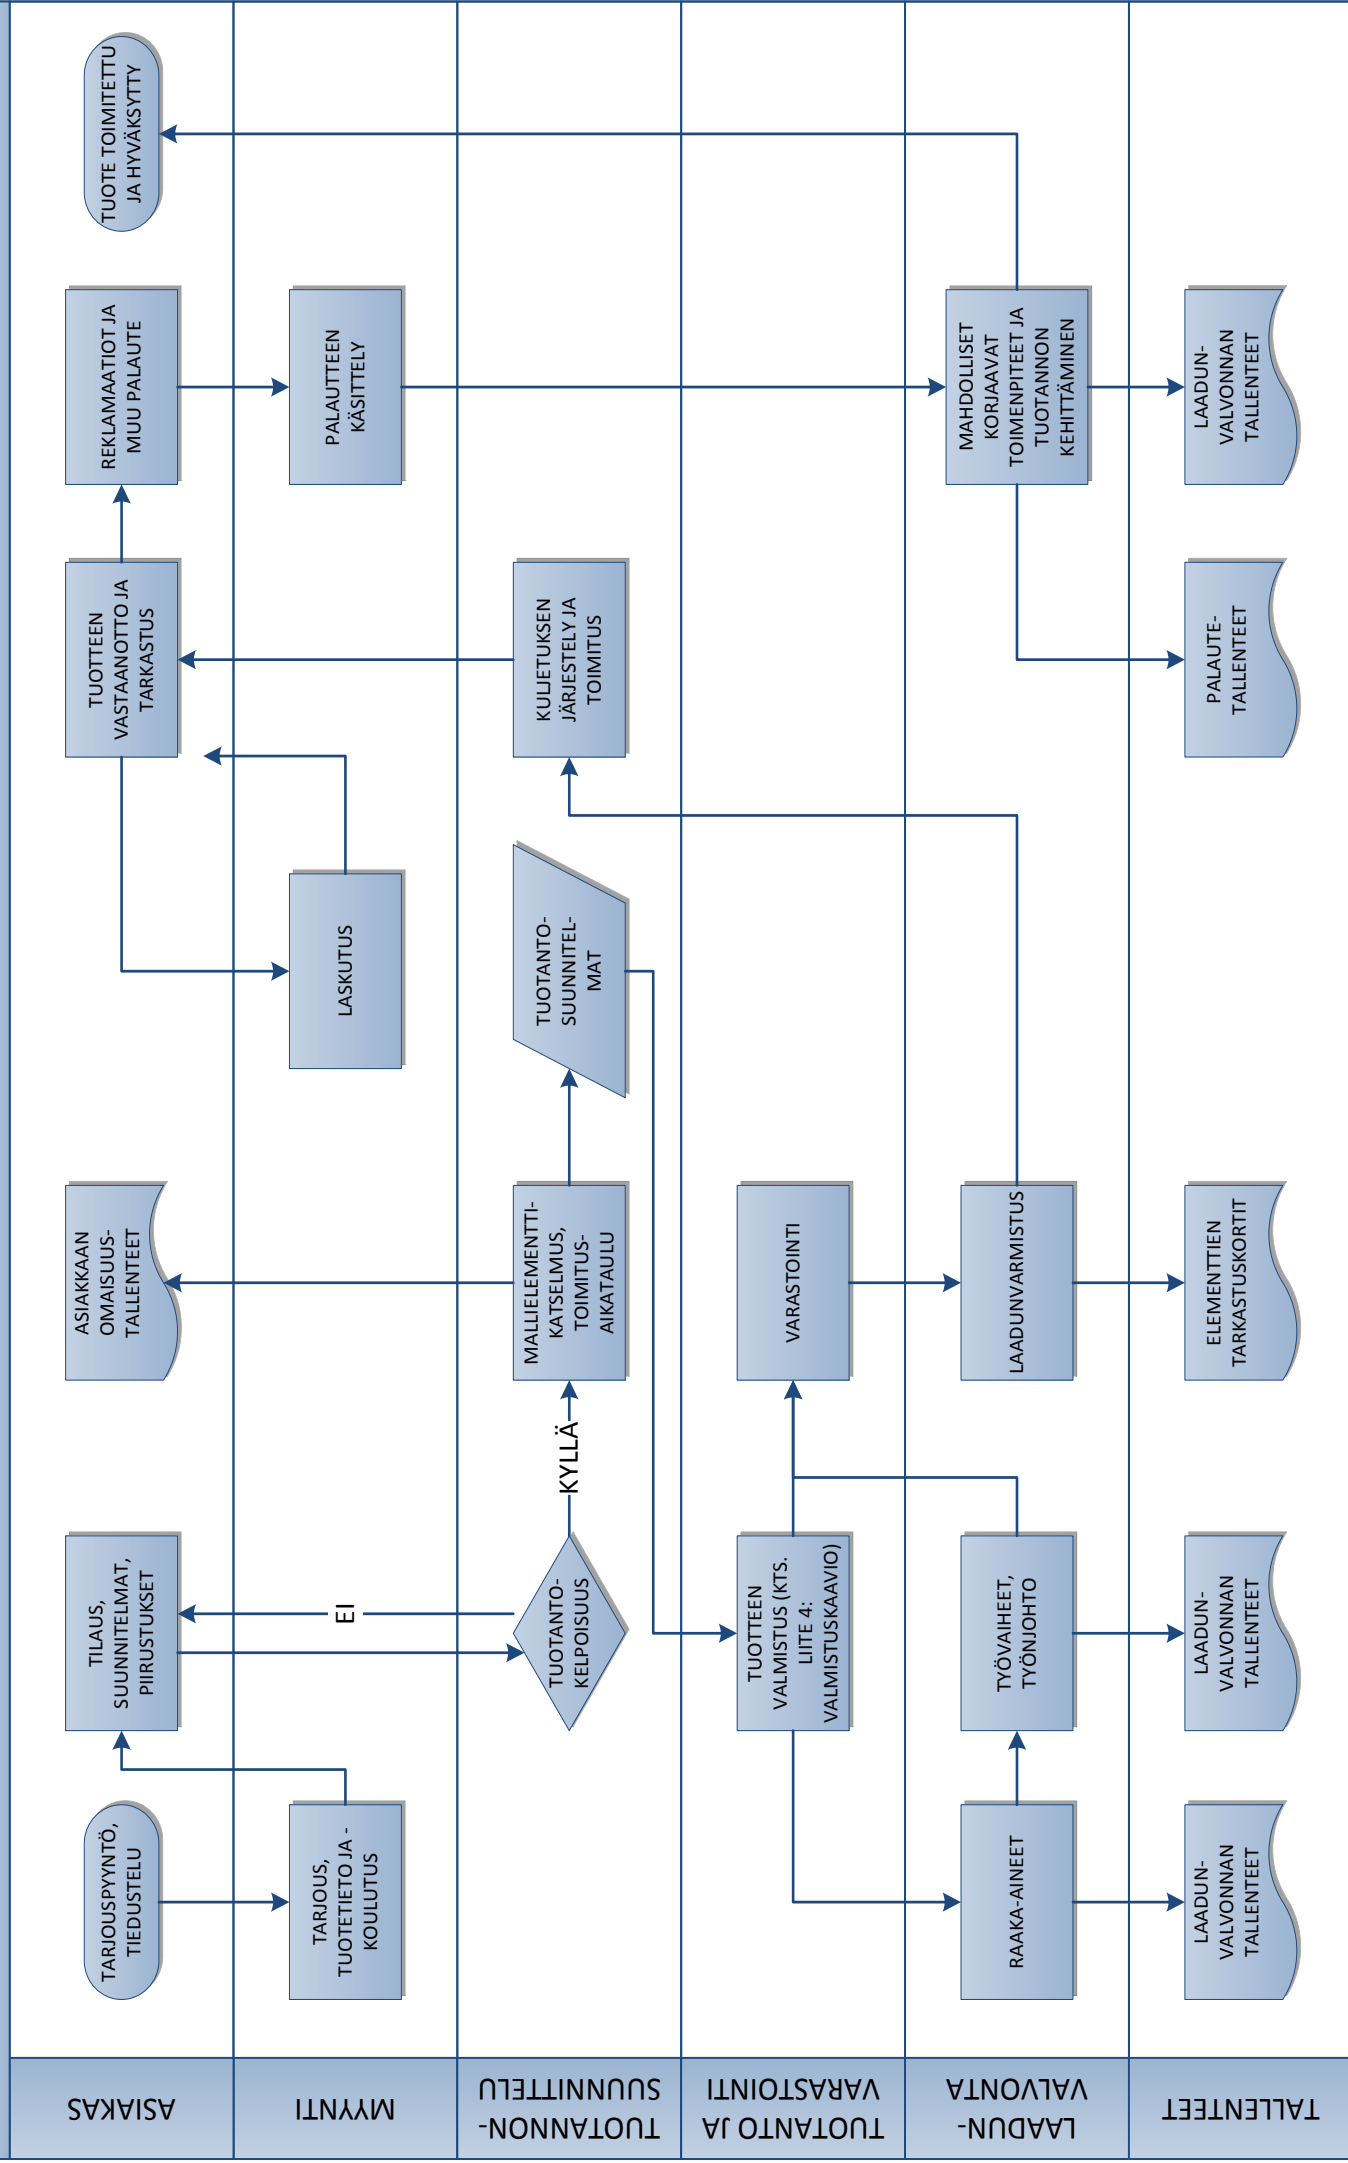 ASIAKAS
TARJOUSPYYNTÖ,
TIEDUSTELU
TILAUS,
SUUNNITELMAT,
PIIRUSTUKSET
ASIAKKAAN
OMAISUUS-
TALLENTEET
TUOTTEEN
VASTAANOTTO JA
TARKASTUS
REKLAMAATIOT JA
MUU PALAUTE
TUOTE TOIMITETTU
JA HYVÄKSYTTY
MYYNTI
TARJOUS,
TUOTETIETO JA -
KOULUTUS
EI
LASKUTUS
PALAUTTEEN
KÄSITTELY
TUOTANNON-
SUUNNITTELU
TUOTANTO-
KELPOISUUS
KYLLÄ
MALLIELEMENTTI-
KATSELMUS,
TOIMITUS-
AIKATAULU
TUOTANTO-
SUUNNITEL-
MAT
KULJETUKSEN
JÄRJESTELY JA
TOIMITUS
TUOTANTO JA
VARASTOINTI
TUOTTEEN
VALMISTUS (KTS.
LIITE 4:
VALMISTUSKAAVIO)
VARASTOINTI
LAADUN-
VALVONTA
RAAKA-AINEET
TYÖVAIHEET,
TYÖNJOHTO
LAADUNVARMISTUS
MAHDOLLISET
KORJAAVAT
TOIMENPITEET JA
TUOTANNON
KEHITTÄMINEN
TALLENTEET
LAADUN-
VALVONNAN
TALLENTEET
LAADUN-
VALVONNAN
TALLENTEET
ELEMENTTIEN
TARKASTUSKORTIT
PALAUTE-
TALLENTEET
LAADUN-
VALVONNAN
TALLENTEET